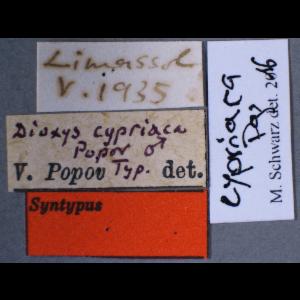 Limassol
V.1935
Dioxys cypriaca
Popov ♂
Typ.
V. Popov det.
Syntypus
cypriaca
Pop
M. Schwarz det. 2006